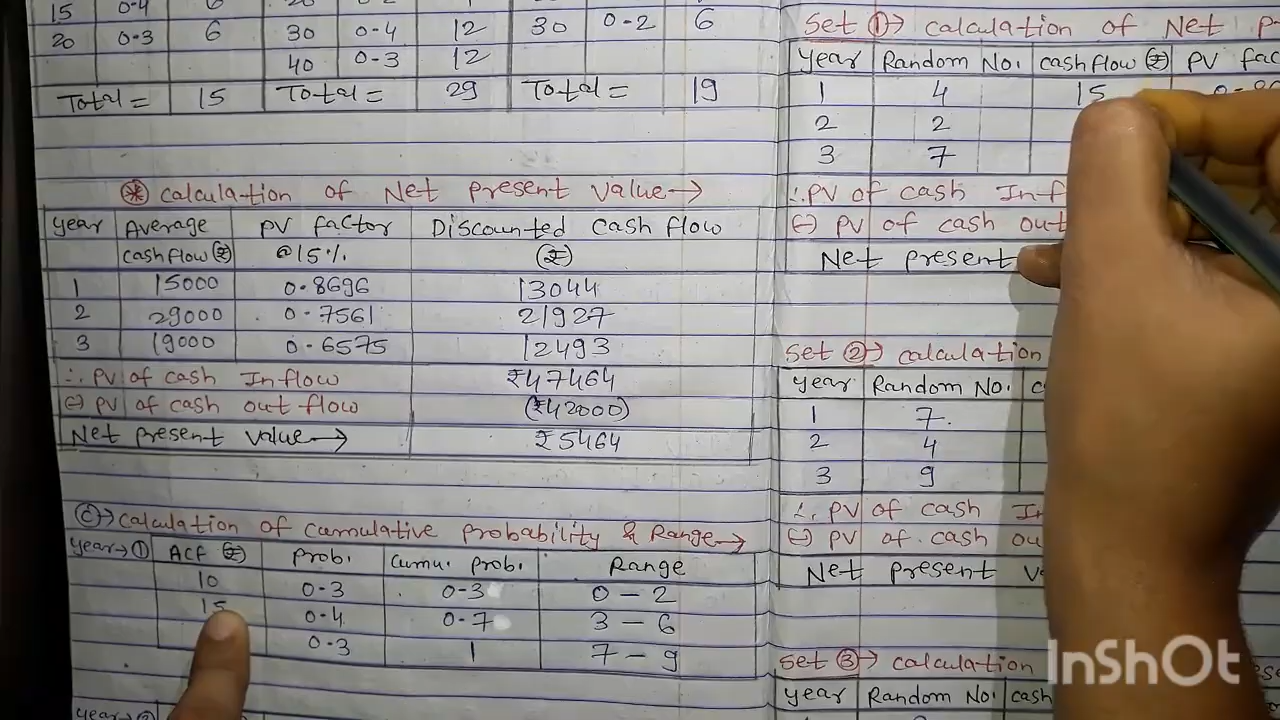 15 0-4 6
20 0-3 6 30 0-4 12 30 0-2 6
40 0-3 12
Total = 15 Total = 29 Total = 19
⊛ Calculation of Net Present Value →
Year Average PV Factor Discounted Cash flow
cashflow (₹) @15% (₹)
1 15000 0.8696 13044
2 29000 0.7561 21927
3 19000 0.6575 12493
∴ PV of cash Inflow ₹47464
(-) PV of cash out flow (₹42000)
Net present value → ₹5464
(C)→ Calculation of cumulative probability & Range →
Year→① ACF (₹) Prob. Cumu. Prob. Range
10 0-3 0-3 0-2
15 0-4 0-7 3-6
0-3 1 7-9
Set ①→ calculation of Net
Year Random No. cashflow (₹) PV
1 4 15
2 2
3 7
∴ PV of cash
(-) PV of cash
Net present
Set ②→ calculation
Year Random No.
1 7
2 4
3 9
∴ PV of cash
(-) PV of cash
Net present
Set ③→ calculation
Year Random No. cash
InShOt